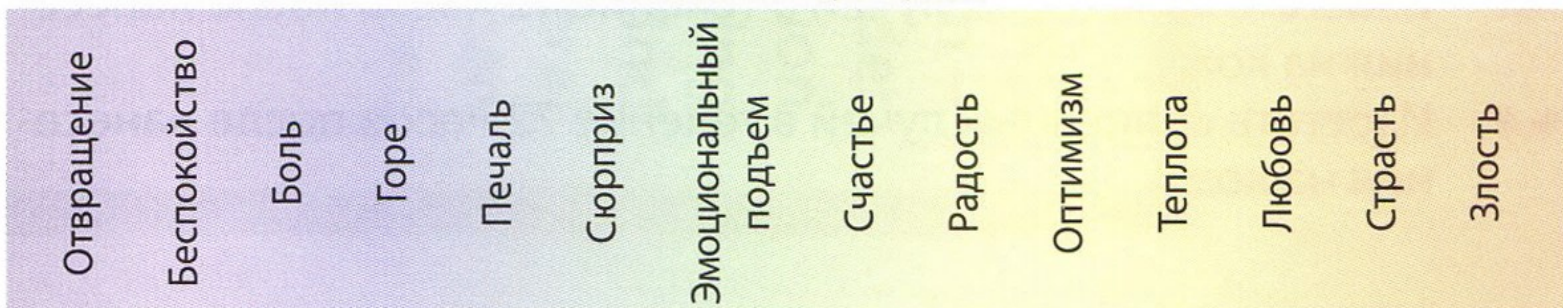 Отвращение
Беспокойство
Боль
Горе
Печаль
Сюрприз
Эмоциональный
подъем
Счастье
Радость
Оптимизм
Теплота
Любовь
Страсть
Злость